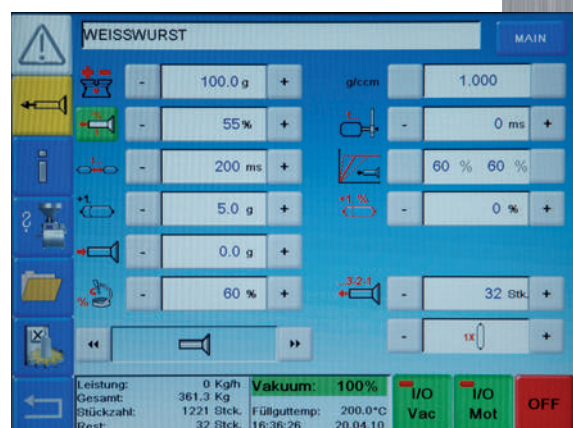 WEISSWURST
MAIN
- 100.0 g + g/ccm 1.000
- 55 % + - 0 ms +
- 200 ms + 60 % 60 %
- 5.0 g + - 0 % +
- 0.0 g +
- 60 % + ...3-2-1 - 32 Stk. +
- 1X +
Leistung: 0 Kg/h Vakuum: 100%
Gesamt: 361.3 Kg
Stückzahl: 1221 Stck. Füllguttemp: 200.0°C
Rest: 32 Stck. 16:36:26 20.04.10
I/O Vac
I/O Mot
OFF